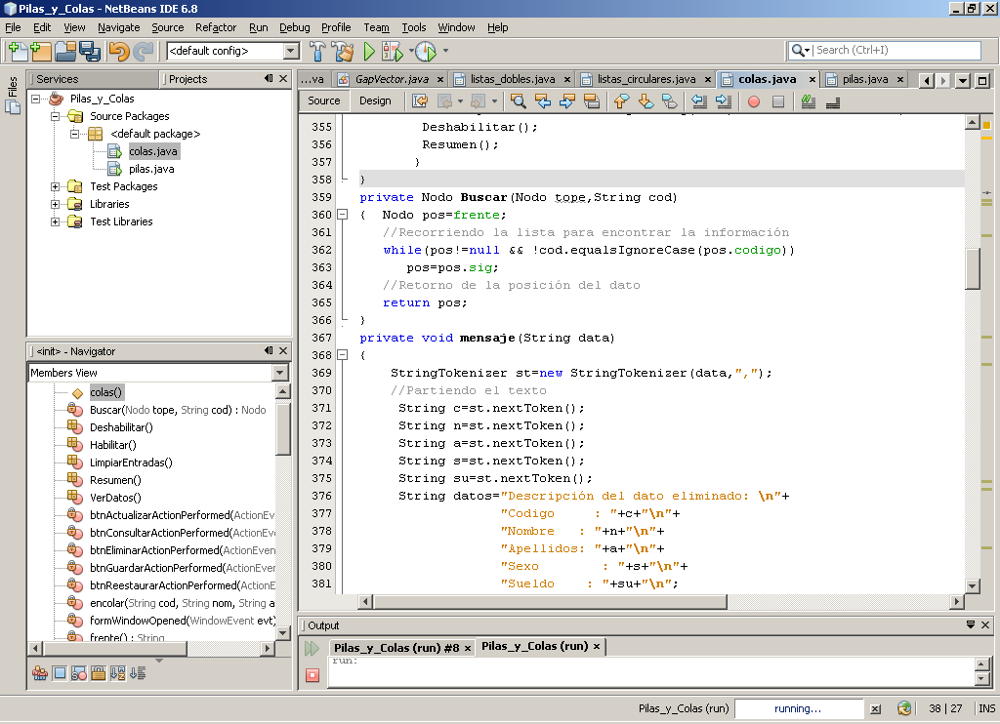 Pilas_y_Colas - NetBeans IDE 6.8
File Edit View Navigate Source Refactor Run Debug Profile Team Tools Window Help
<default config>
Search (Ctrl+I)
Files
Services Projects
Pilas_y_Colas
Source Packages
<default package>
colas.java
pilas.java
Test Packages
Libraries
Test Libraries
<init> - Navigator
Members View
colas()
Buscar(Nodo tope, String cod) : Nodo
Deshabilitar()
Habilitar()
LimpiarEntradas()
Resumen()
VerDatos()
btnActualizarActionPerformed(ActionEv
btnConsultarActionPerformed(ActionEve
btnEliminarActionPerformed(ActionEven
btnGuardarActionPerformed(ActionEven
btnReestaurarActionPerformed(ActionE
encolar(String cod, String nom, String a
formWindowOpened(WindowEvent evt)
frente() : String
...va GapVector.java listas_dobles.java listas_circulares.java colas.java pilas.java
Source Design
355 Deshabilitar();
356 Resumen();
357 }
358 }
359 private Nodo Buscar(Nodo tope,String cod)
360 { Nodo pos=frente;
361 //Recorriendo la lista para encontrar la información
362 while(pos!=null && !cod.equalsIgnoreCase(pos.codigo))
363 pos=pos.sig;
364 //Retorno de la posición del dato
365 return pos;
366 }
367 private void mensaje(String data)
368 {
369 StringTokenizer st=new StringTokenizer(data,",");
370 //Partiendo el texto
371 String c=st.nextToken();
372 String n=st.nextToken();
373 String a=st.nextToken();
374 String s=st.nextToken();
375 String su=st.nextToken();
376 String datos="Descripción del dato eliminado: \n"+
377 "Codigo     : "+c+"\n"+
378 "Nombre   : "+n+"\n"+
379 "Apellidos: "+a+"\n"+
380 "Sexo        : "+s+"\n"+
381 "Sueldo    : "+su+"\n";
Output
Pilas_y_Colas (run) #8 Pilas_y_Colas (run)
run:
Pilas_y_Colas (run) running... 38 | 27 INS